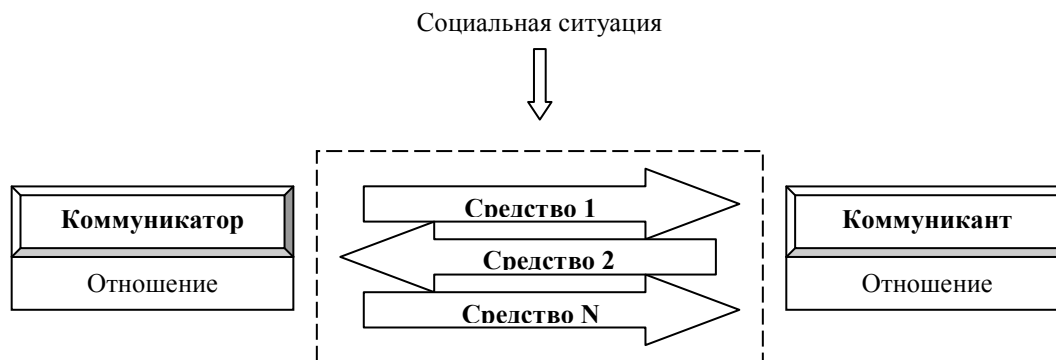 Социальная ситуация
Коммуникатор
Отношение
Средство 1
Средство 2
Средство N
Коммуникант
Отношение